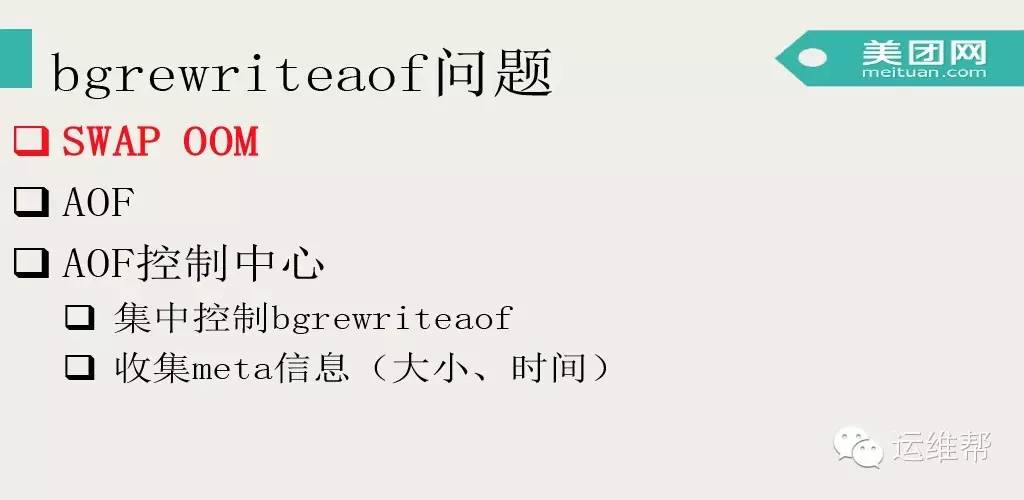 bgrewriteaof问题
美团网
meituan.com
SWAP OOM
AOF
AOF控制中心
集中控制bgrewriteaof
收集meta信息（大小、时间）
运维帮